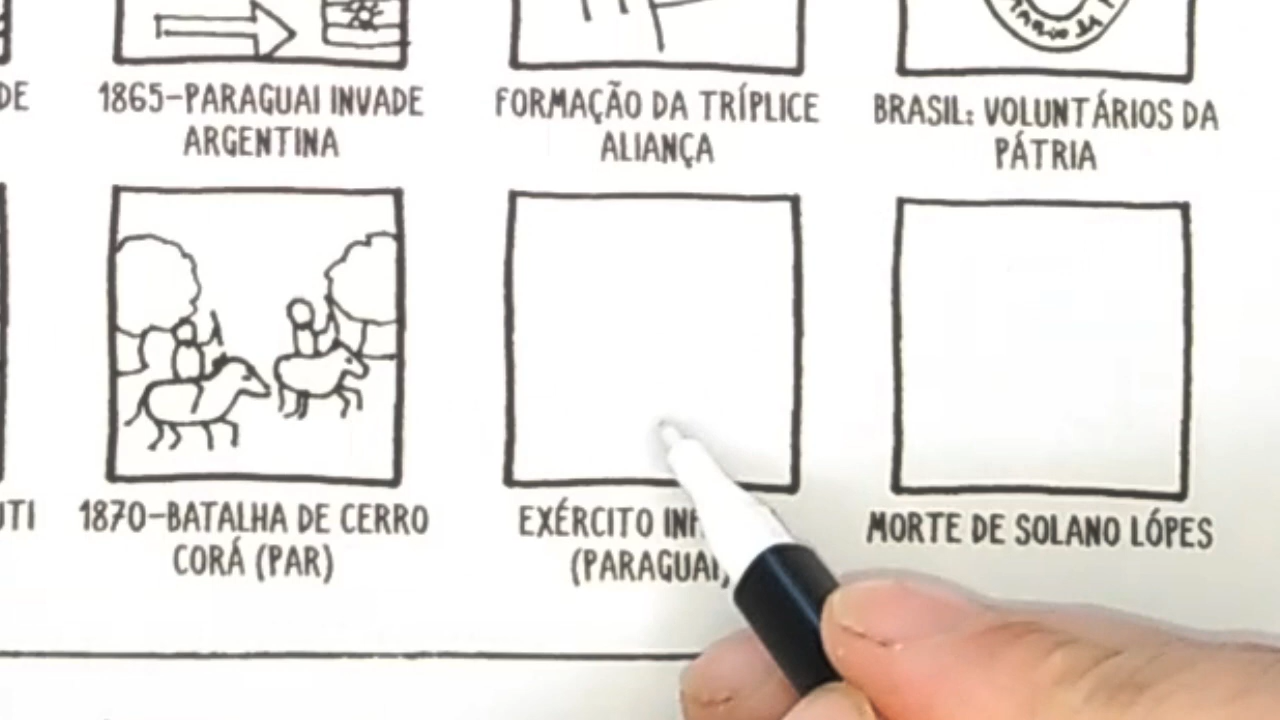 DE
1865-PARAGUAI INVADE
ARGENTINA
FORMAÇÃO DA TRÍPLICE
ALIANÇA
BRASIL: VOLUNTÁRIOS DA
PÁTRIA
UTI
1870-BATALHA DE CERRO
CORÁ (PAR)
EXÉRCITO
(PARAGUAI)
MORTE DE SOLANO LÓPES